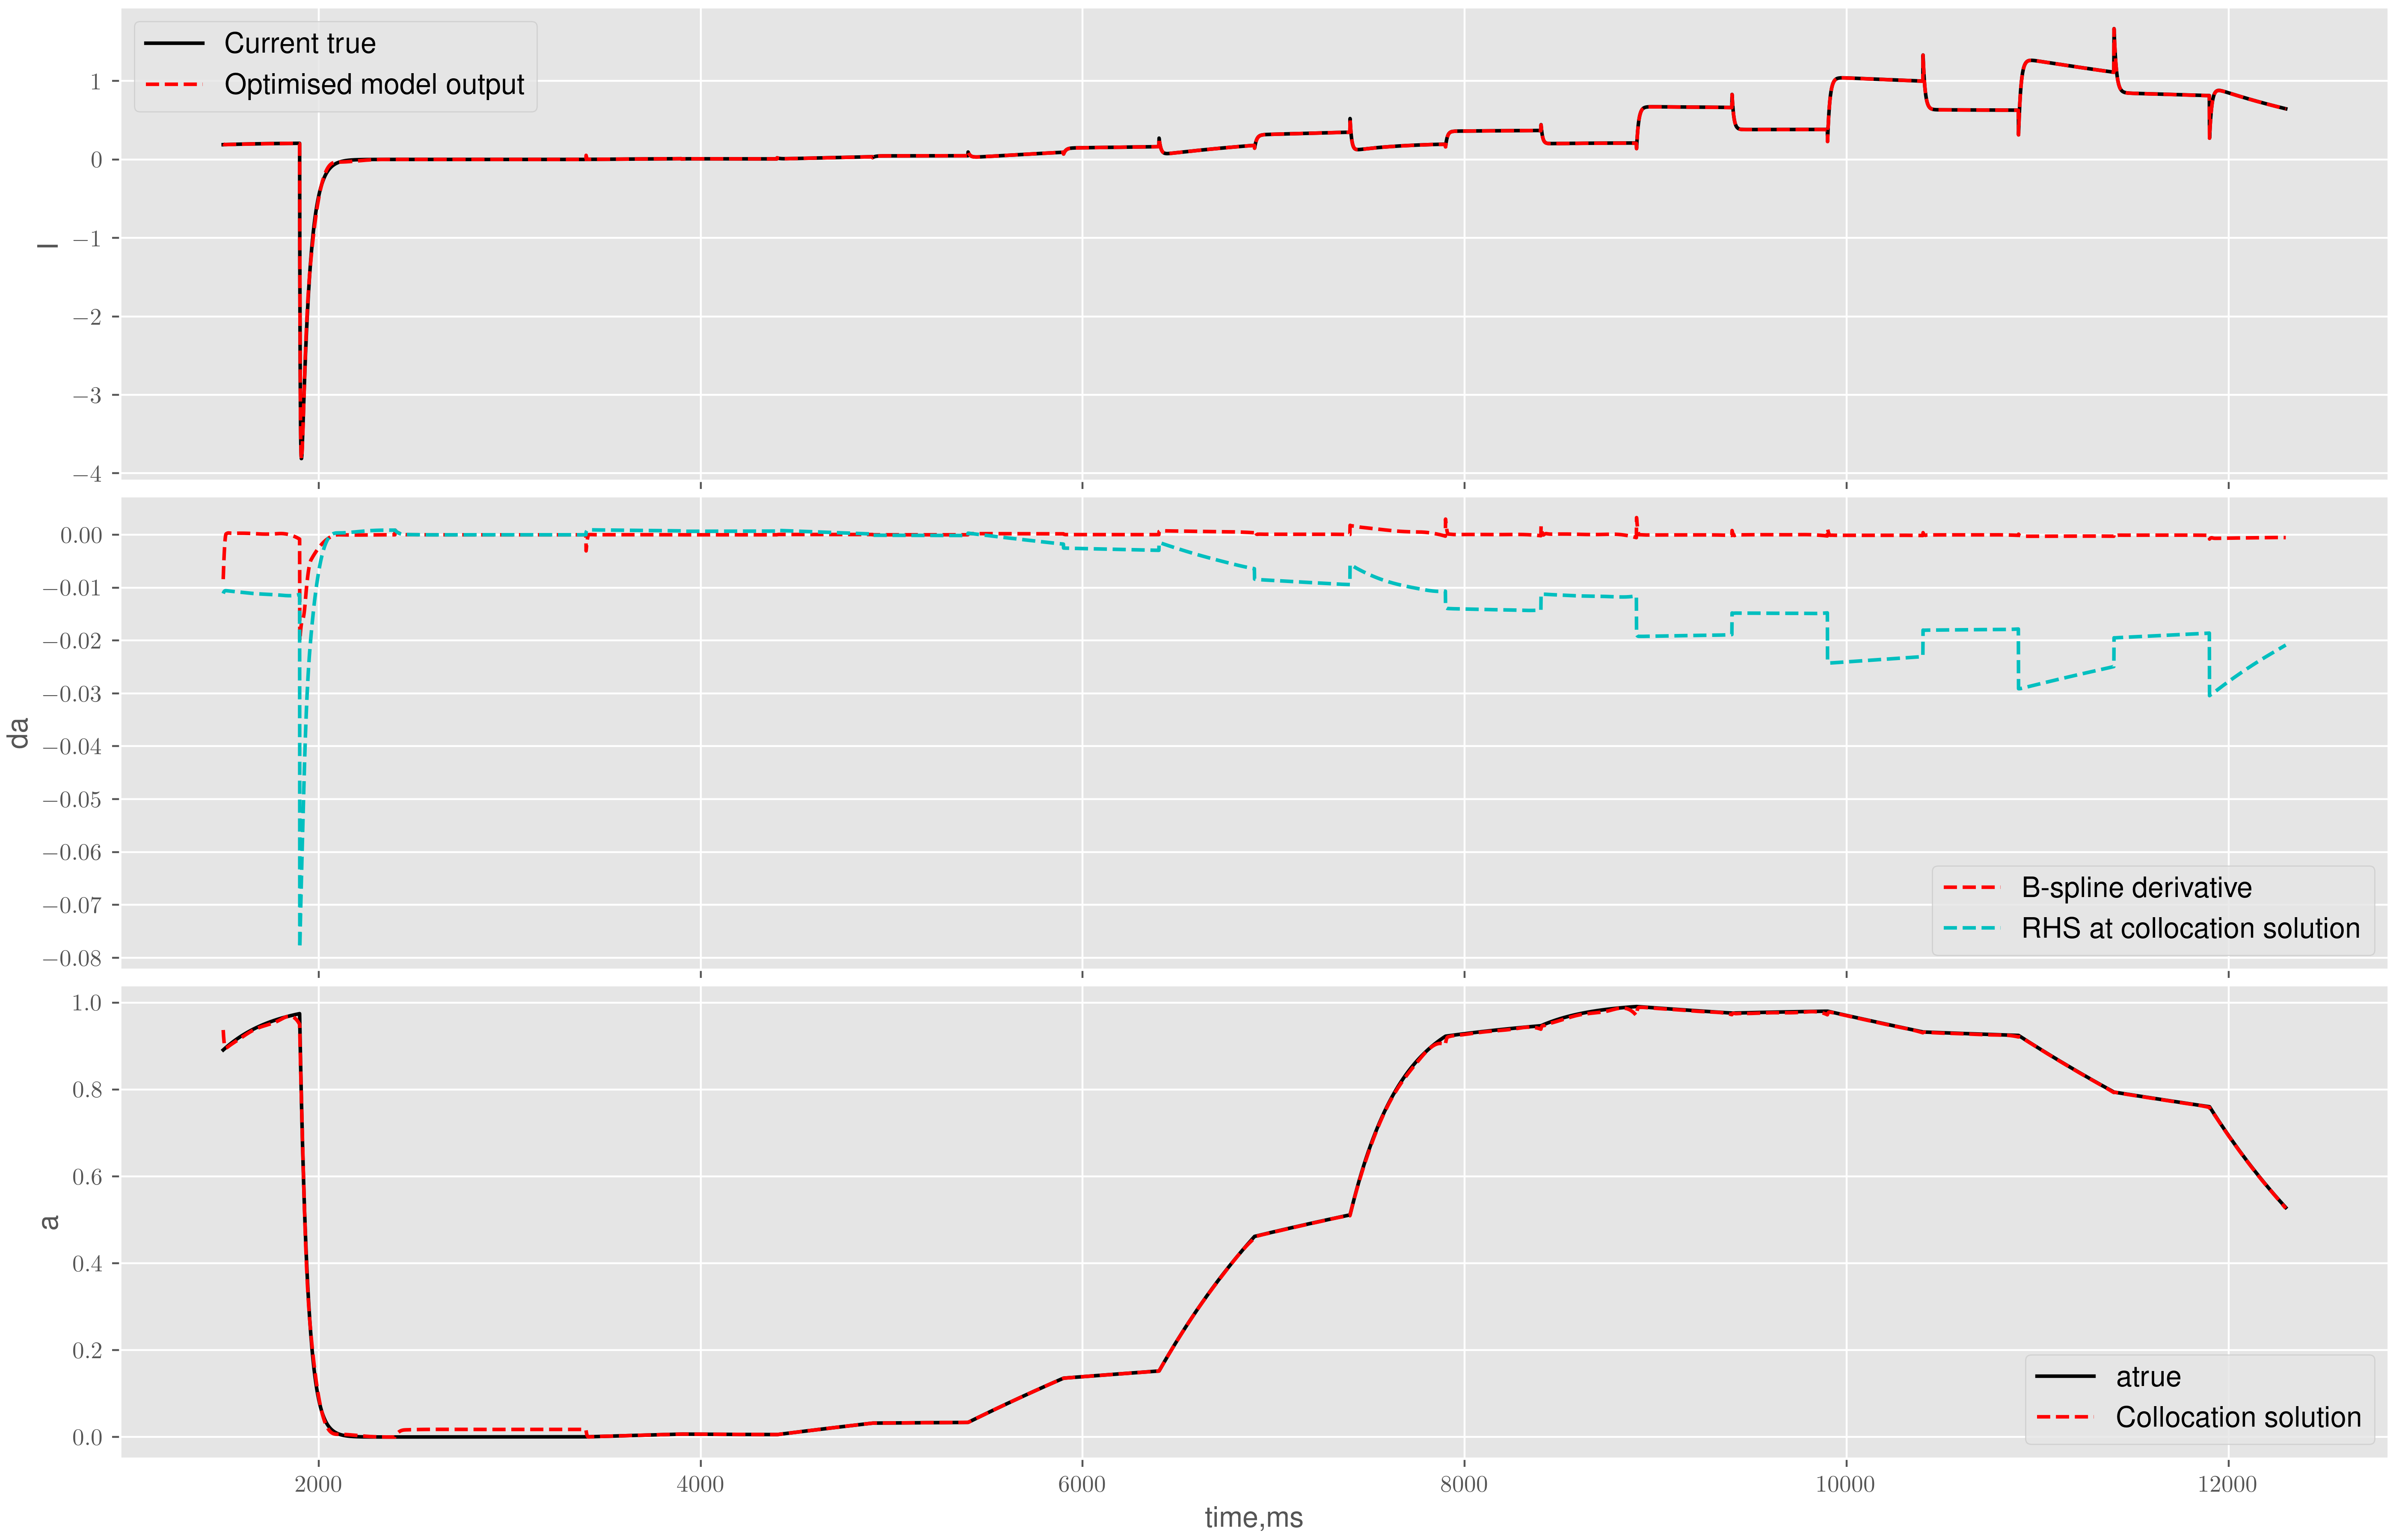 Current true
Optimised model output
1
0
−1
−2
−3
−4
I
0.00
−0.01
−0.02
−0.03
−0.04
−0.05
−0.06
−0.07
−0.08
da
B-spline derivative
RHS at collocation solution
1.0
0.8
0.6
0.4
0.2
0.0
a
atrue
Collocation solution
2000 4000 6000 8000 10000 12000
time,ms